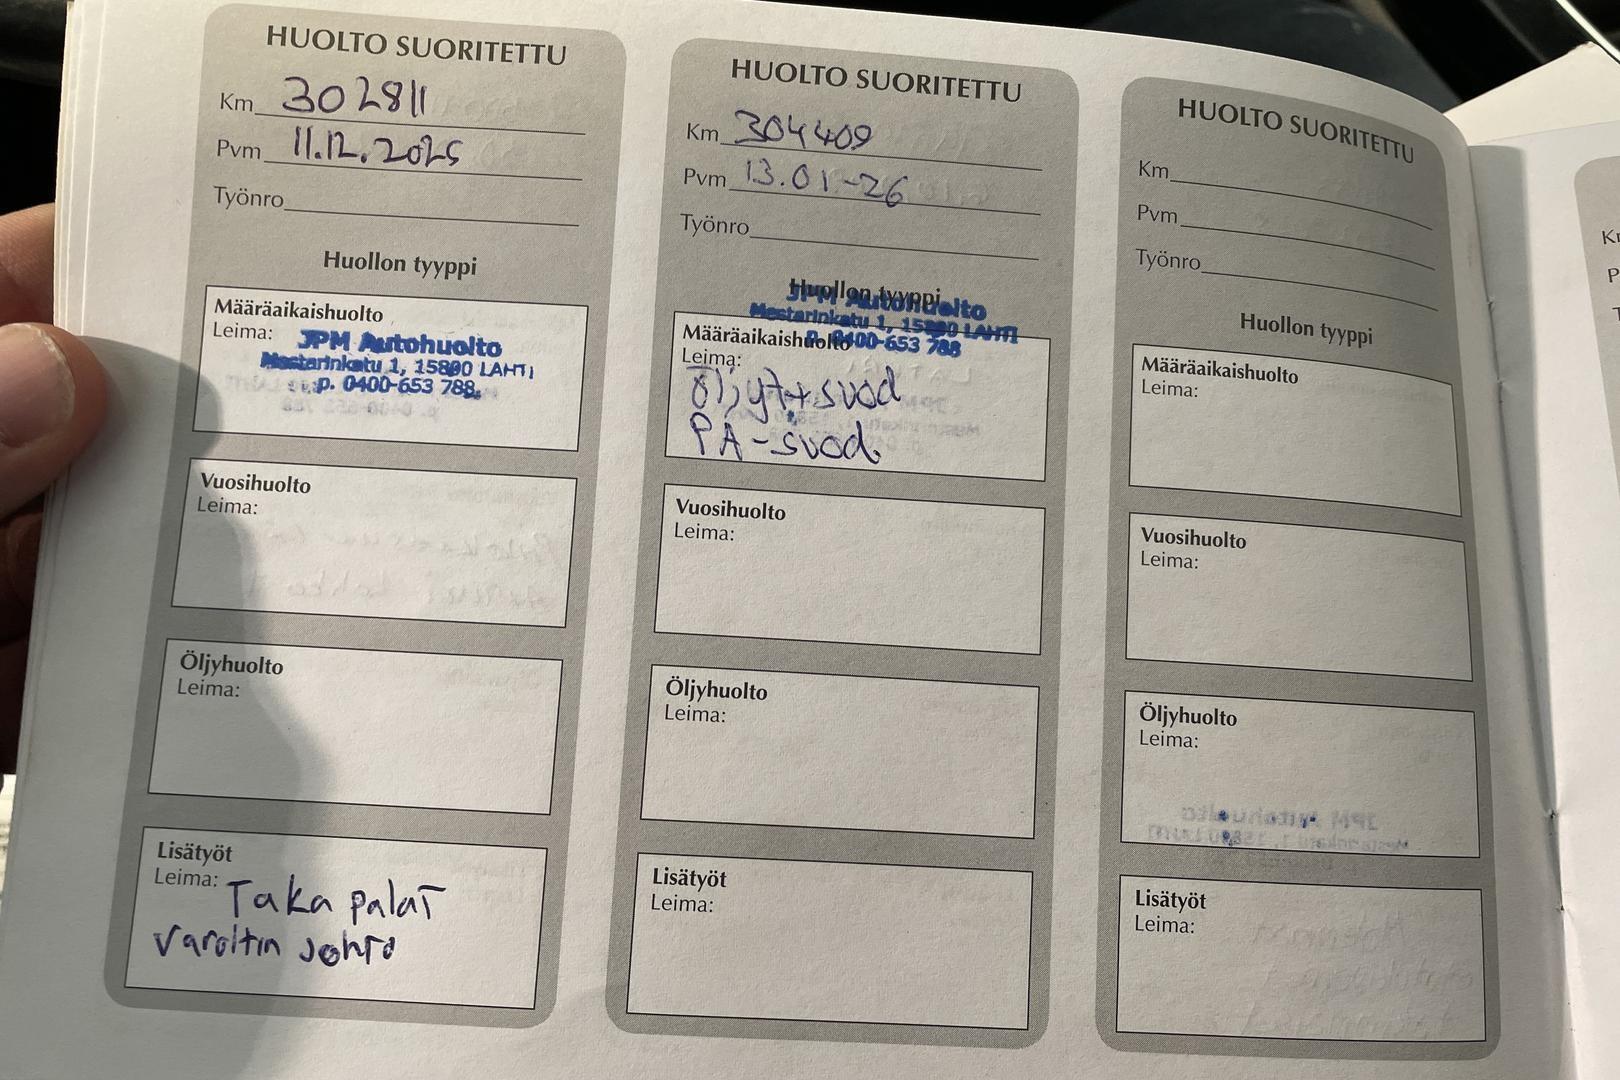 HUOLTO SUORITETTU
Km 302811
Pvm 11.12.2025
Työnro
Huollon tyyppi
Määräaikaishuolto
Leima:
JPM Autohuolto
Mestarinkatu 1, 15800 LAHTI
p. 0400-653 788
Vuosihuolto
Leima:
Öljyhuolto
Leima:
Lisätyöt
Leima: Taka palat
varoitin johto
HUOLTO SUORITETTU
Km 304409
Pvm 13.01-26
Työnro
Huollon tyyppi
JPM Autohuolto
Mestarinkatu 1, 15800 LAHTI
p. 0400-653 788
Määräaikaishuolto
Leima:
öljyt+suod
PA-suod.
Vuosihuolto
Leima:
Öljyhuolto
Leima:
Lisätyöt
Leima:
HUOLTO SUORITETTU
Km
Pvm
Työnro
Huollon tyyppi
Määräaikaishuolto
Leima:
Vuosihuolto
Leima:
Öljyhuolto
Leima:
Lisätyöt
Leima: